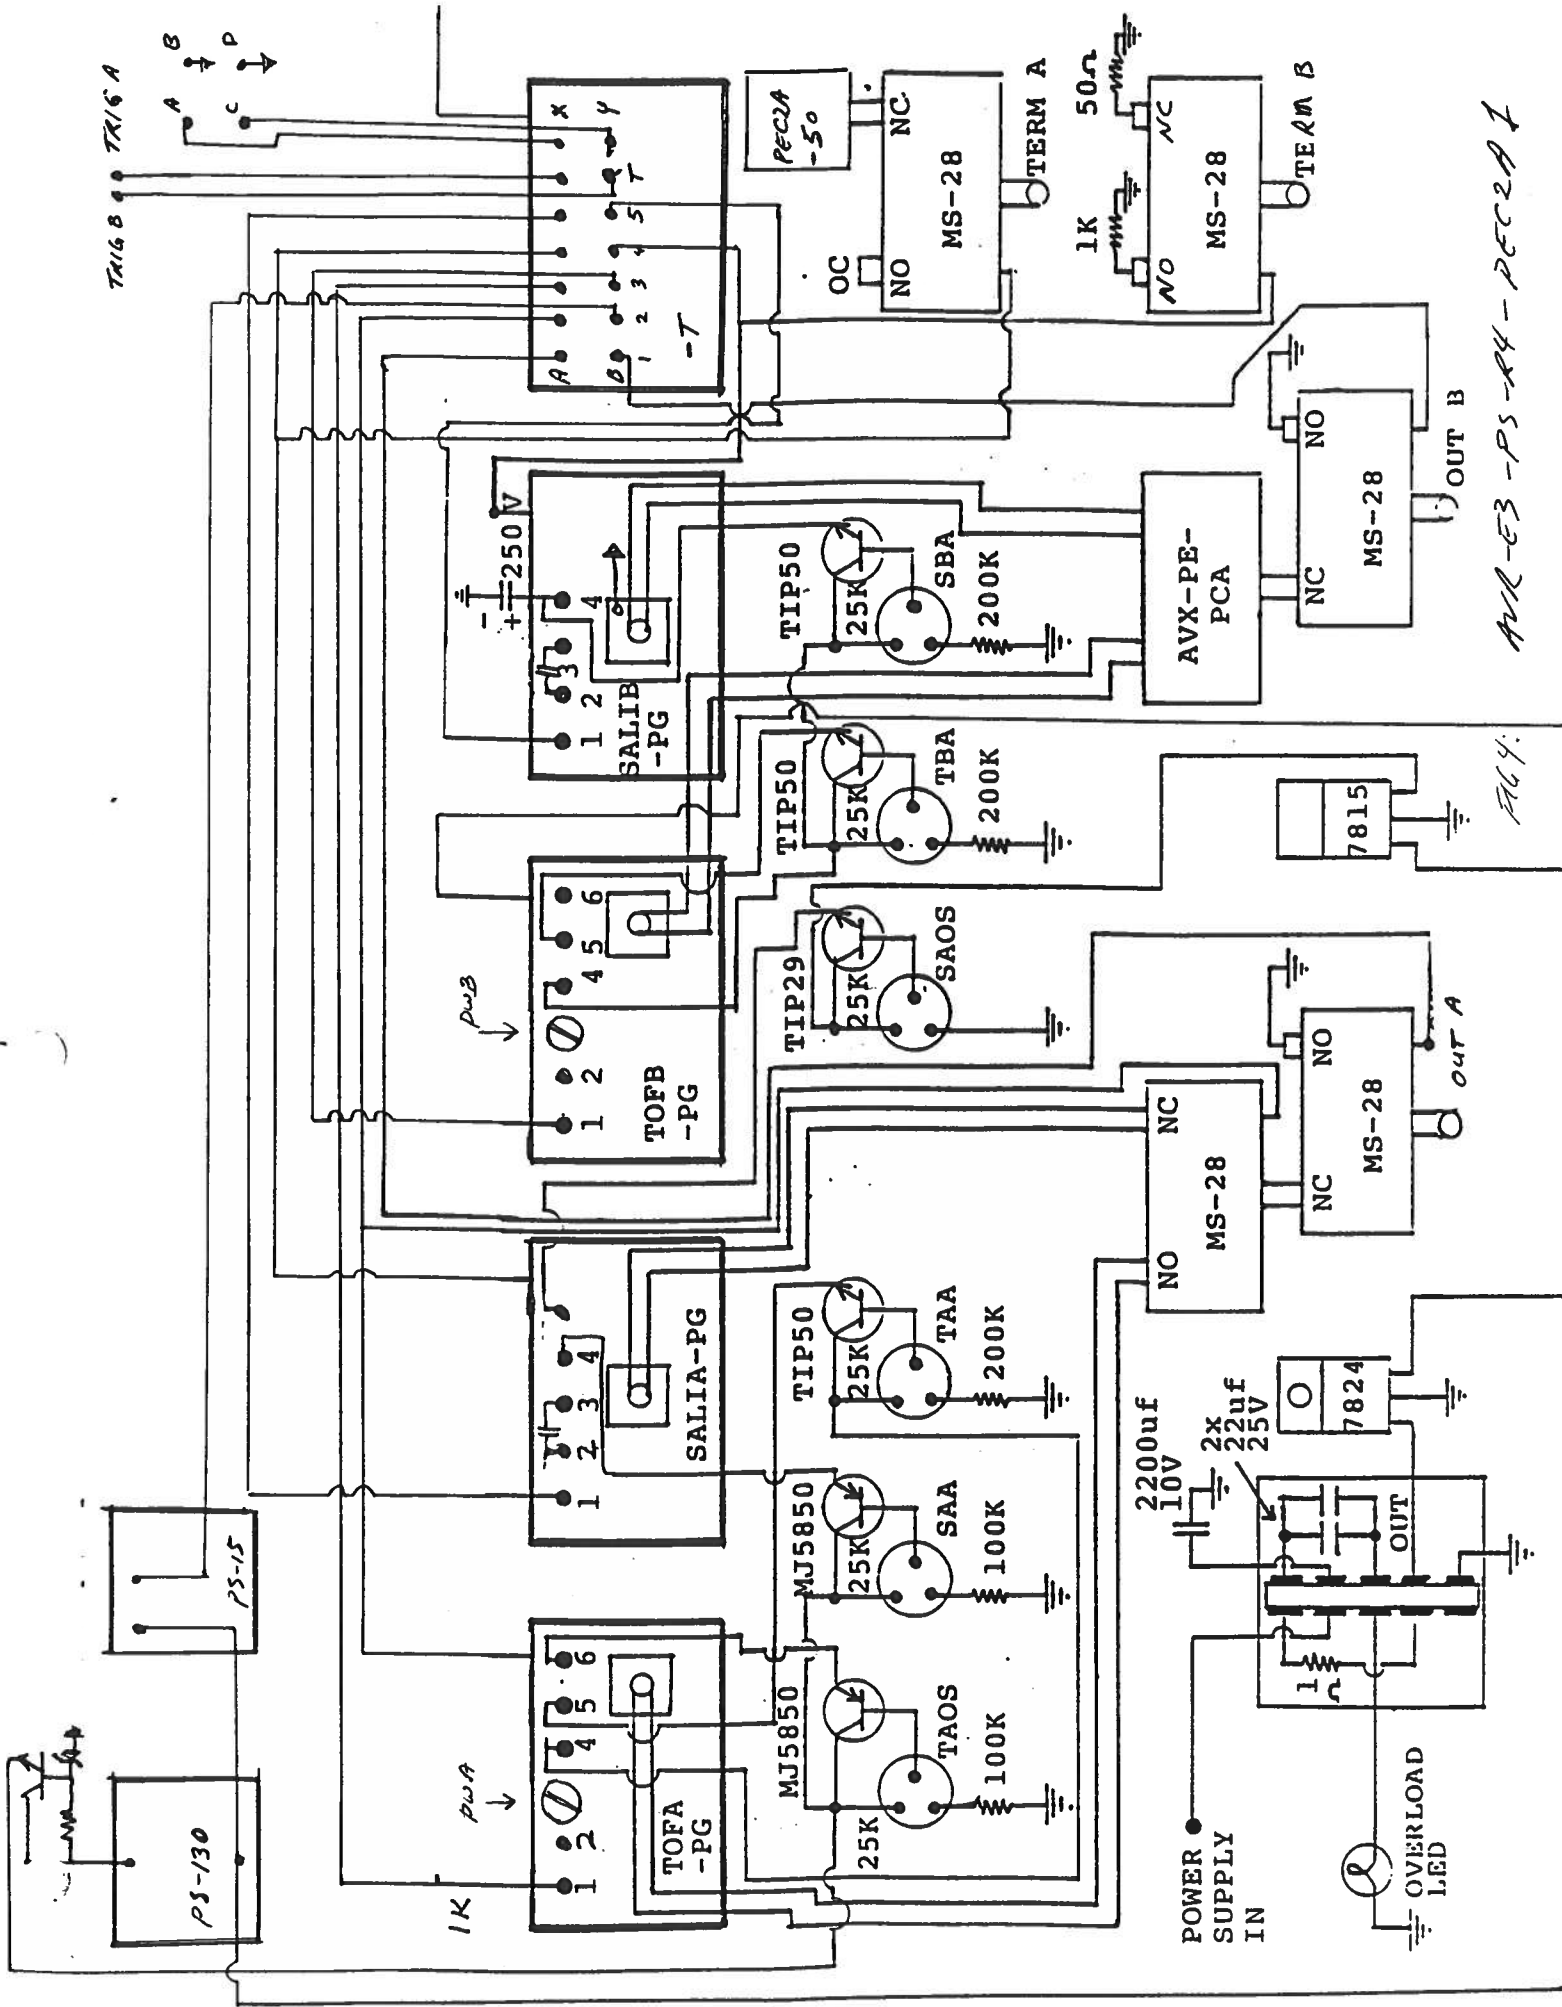 PS-130
PS-15
TRIG B
TRIG A
A
B
C
D
1K
PWA
1
2
4
5
6
TOFA
-PG
1
2
3
4
SALIA-PG
PWB
1
2
4
5
6
TOFB
-PG
-
+
250 V
1
2
3
4
SALIB
-PG
A
X
B
1
2
3
4
5
T
Y
-T
MJ5850
25K
TAOS
100K
MJ5850
25K
SAA
100K
TIP50
25K
TAA
200K
TIP29
25K
SAOS
TIP50
25K
TBA
200K
TIP50
25K
SBA
200K
PEC2A
-50
OC
NO
NC
MS-28
TERM A
1K
50Ω
NO
NC
MS-28
TERM B
AVX-PE-
PCA
NC
NO
MS-28
OUT B
NO
NC
MS-28
NC
NO
MS-28
OUT A
POWER
SUPPLY
IN
OVERLOAD
LED
1
Ω
2200uf
10V
2x
22uf
25V
OUT
7824
7815
FIG 4:
AVR-E3-PS-R4-PEC2A